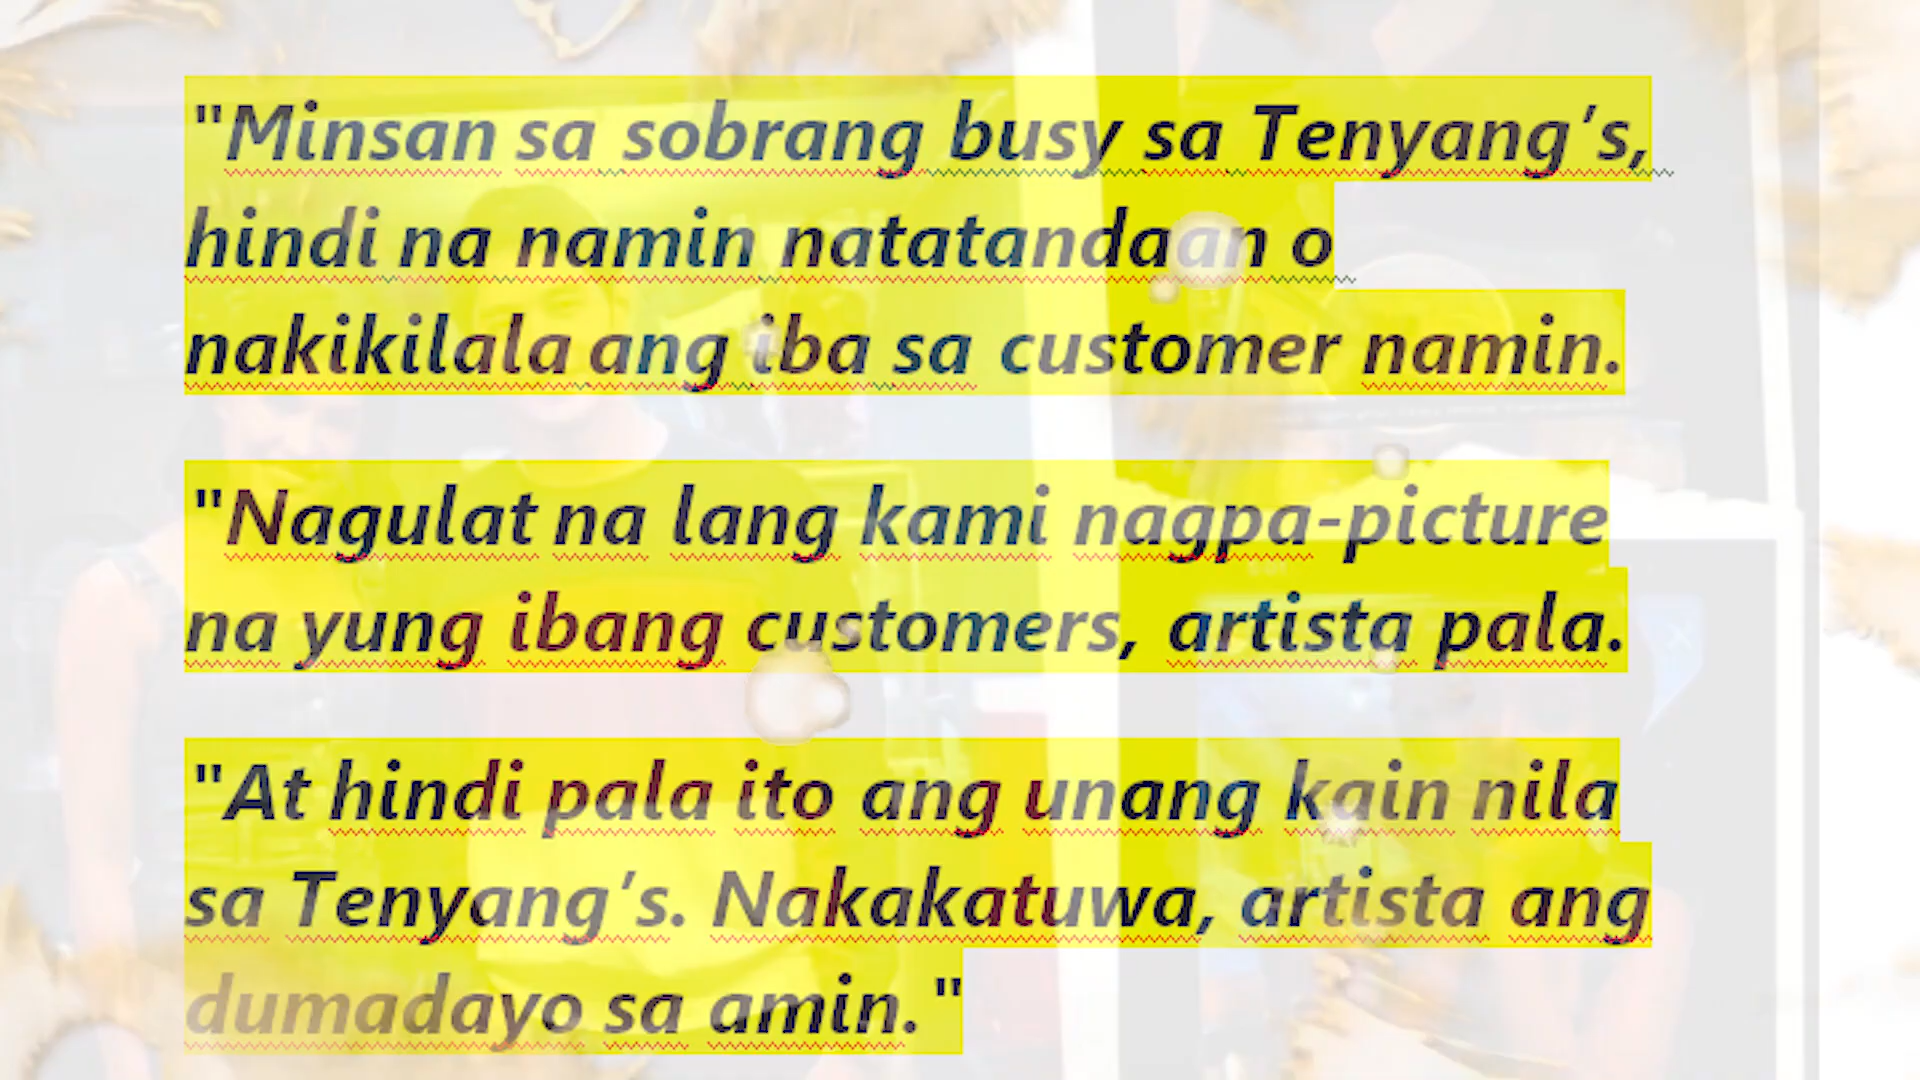 "Minsan sa sobrang busy sa Tenyang’s,
hindi na namin natatandaan o
nakikilala ang iba sa customer namin.
"Nagulat na lang kami nagpa-picture
na yung ibang customers, artista pala.
"At hindi pala ito ang unang kain nila
sa Tenyang’s. Nakakatuwa, artista ang
dumadayo sa amin."